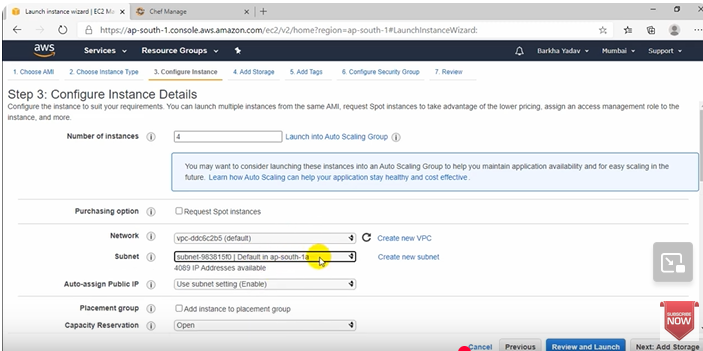 Launch instance wizard | EC2 M
Chef Manage
https://ap-south-1.console.aws.amazon.com/ec2/v2/home?region=ap-south-1#LaunchInstanceWizard:
aws Services Resource Groups Barkha Yadav Mumbai Support
1. Choose AMI 2. Choose Instance Type 3. Configure Instance 4. Add Storage 5. Add Tags 6. Configure Security Group 7. Review
Step 3: Configure Instance Details
Configure the instance to suit your requirements. You can launch multiple instances from the same AMI, request Spot instances to take advantage of the lower pricing, assign an access management role to the
instance, and more.
Number of instances 4 Launch into Auto Scaling Group
You may want to consider launching these instances into an Auto Scaling Group to help you maintain application availability and for easy scaling in the
future. Learn how Auto Scaling can help your application stay healthy and cost effective.
Purchasing option Request Spot instances
Network vpc-ddc6c2b5 (default) Create new VPC
Subnet subnet-983815f0 | Default in ap-south-1a Create new subnet
4089 IP Addresses available
Auto-assign Public IP Use subnet setting (Enable)
Placement group Add instance to placement group
Capacity Reservation Open
SUBSCRIBE
NOW
Cancel Previous Review and Launch Next: Add Storage